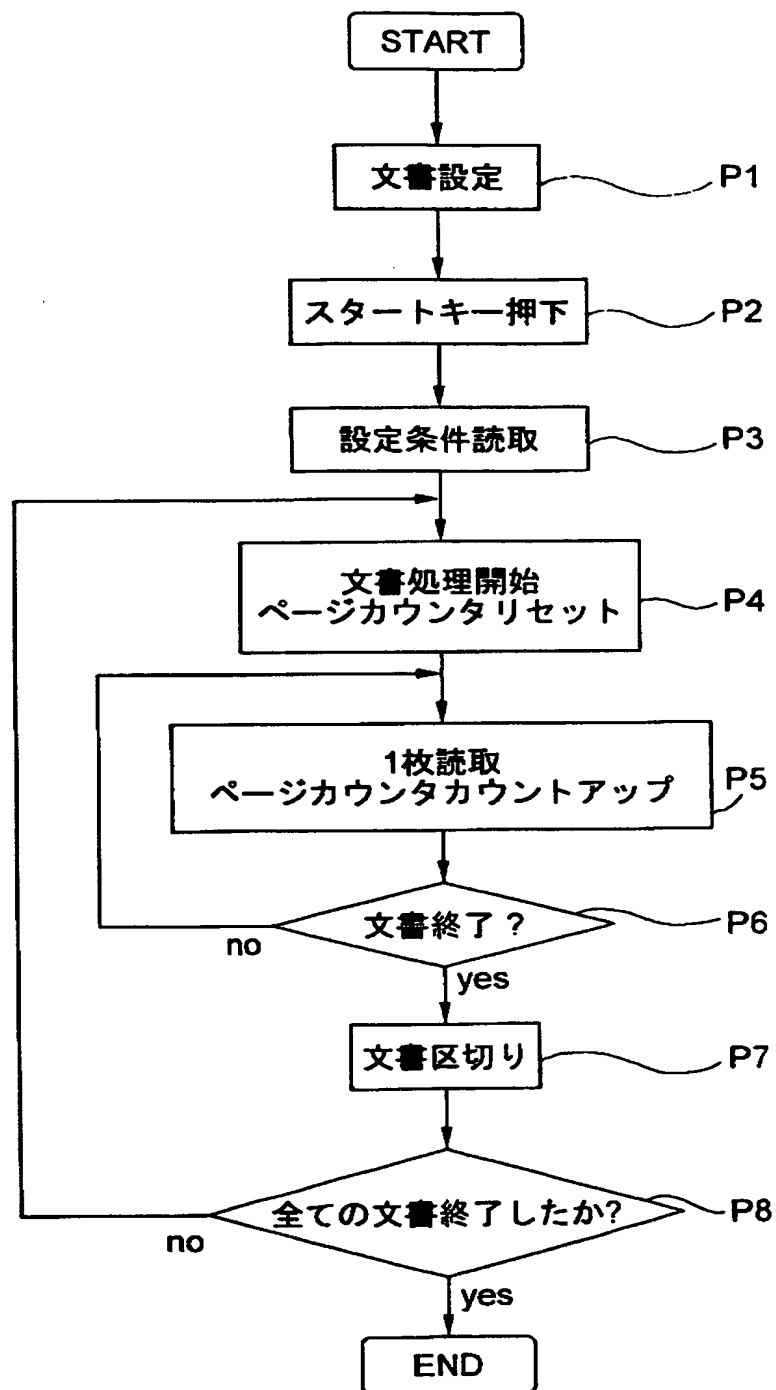 START
文書設定
P1
スタートキー押下
P2
設定条件読取
P3
文書処理開始
ページカウンタリセット
P4
1枚読取
ページカウンタカウントアップ
P5
文書終了?
P6
no
yes
文書区切り
P7
全ての文書終了したか?
P8
no
yes
END